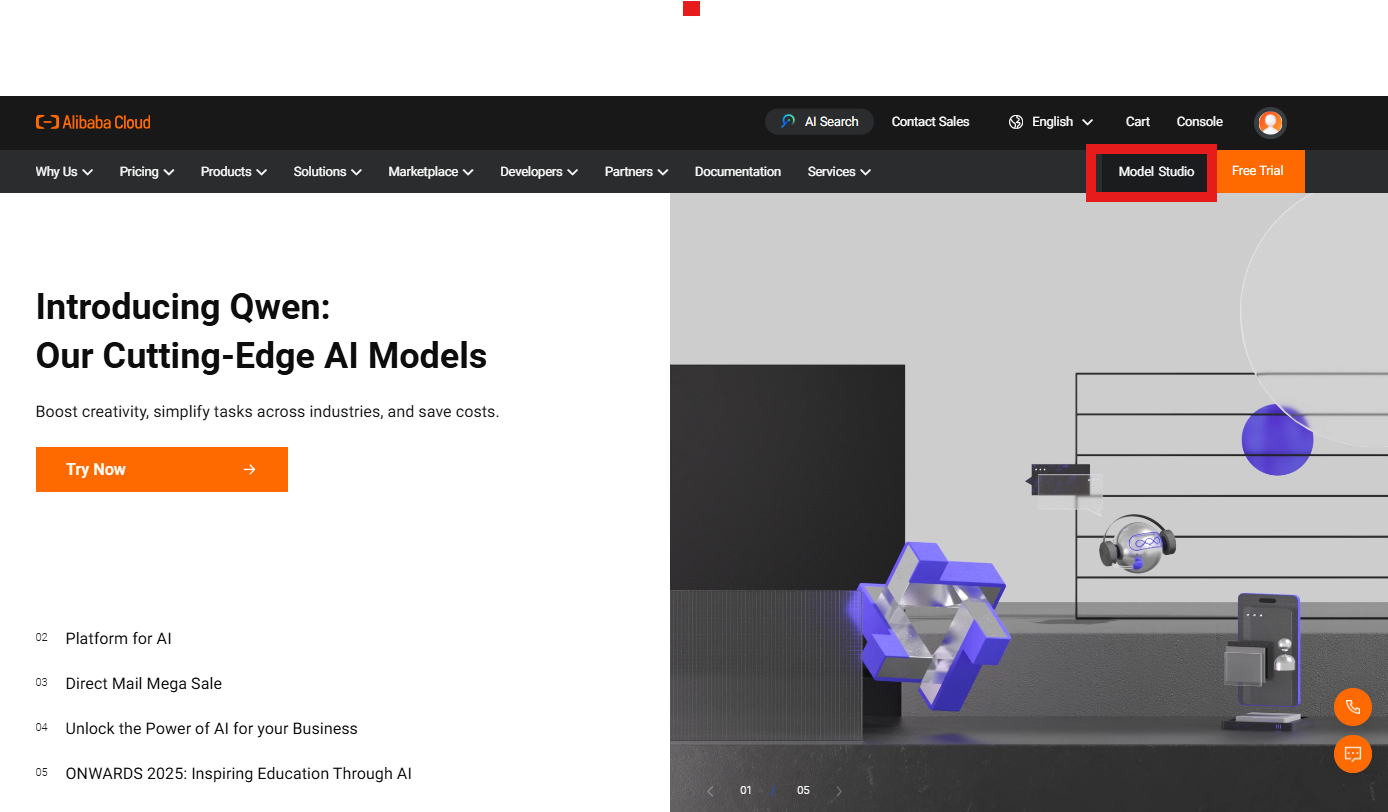 Alibaba Cloud
AI Search
Contact Sales
English
Cart
Console
Why Us
Pricing
Products
Solutions
Marketplace
Developers
Partners
Documentation
Services
Model Studio
Free Trial
Introducing Qwen:
Our Cutting-Edge AI Models
Boost creativity, simplify tasks across industries, and save costs.
Try Now
02 Platform for AI
03 Direct Mail Mega Sale
04 Unlock the Power of AI for your Business
05 ONWARDS 2025: Inspiring Education Through AI
01 / 05